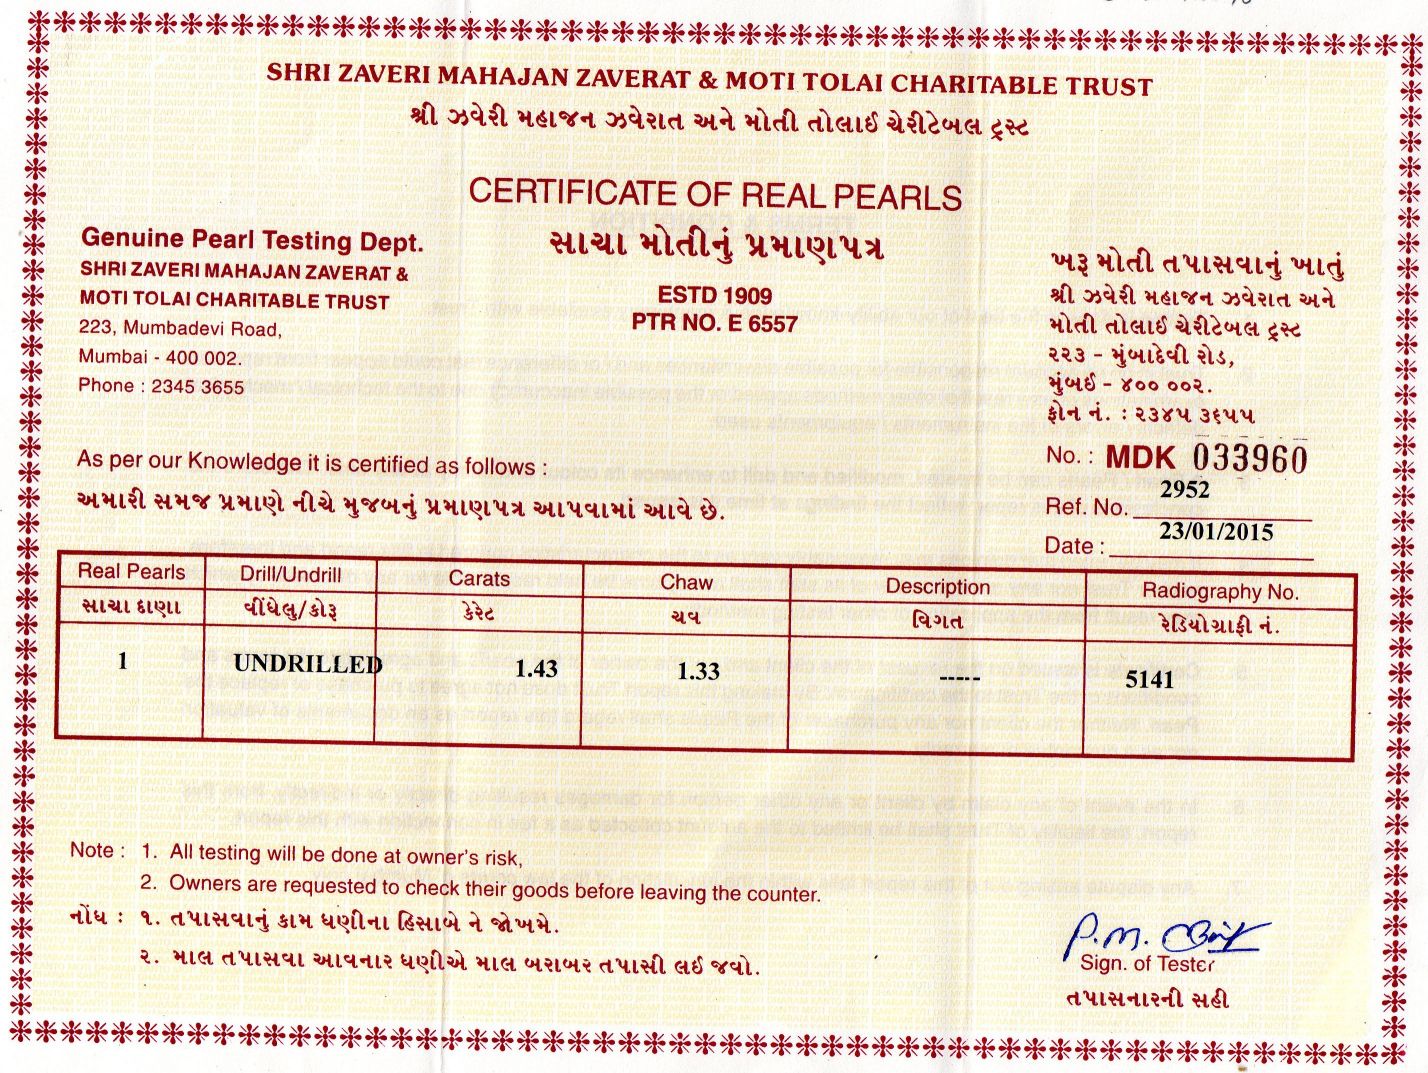 SHRI ZAVERI MAHAJAN ZAVERAT & MOTI TOLAI CHARITABLE TRUST
શ્રી ઝવેરી મહાજન ઝવેરાત અને મોતી તોલાઈ ચેરીટેબલ ટ્રસ્ટ
CERTIFICATE OF REAL PEARLS
સાચા મોતીનું પ્રમાણપત્ર
ESTD 1909
PTR NO. E 6557
Genuine Pearl Testing Dept.
SHRI ZAVERI MAHAJAN ZAVERAT &
MOTI TOLAI CHARITABLE TRUST
223, Mumbadevi Road,
Mumbai - 400 002.
Phone : 2345 3655
ખરૂ મોતી તપાસવાનું ખાતું
શ્રી ઝવેરી મહાજન ઝવેરાત અને
મોતી તોલાઈ ચેરીટેબલ ટ્રસ્ટ
૨૨૩ - મુંબાદેવી રોડ,
મુંબઈ - ૪૦૦ ૦૦૨.
ફોન નં. : ૨૩૪૫ ૩૬૫૫
As per our Knowledge it is certified as follows :
અમારી સમજ પ્રમાણે નીચે મુજબનું પ્રમાણપત્ર આપવામાં આવે છે.
No. : MDK 033960
Ref. No. 2952
Date : 23/01/2015
Real Pearls Drill/Undrill Carats Chaw Description Radiography No.
સાચા દાણા વીંધેલુ/કોરૂ કેરેટ ચવ વિગત રેડિયોગ્રાફી નં.
1 UNDRILLED 1.43 1.33 ----- 5141
Note : 1. All testing will be done at owner's risk,
2. Owners are requested to check their goods before leaving the counter.
નોંધ : ૧. તપાસવાનું કામ ધણીના હિસાબે ને જોખમે.
૨. માલ તપાસવા આવનાર ધણીએ માલ બરાબર તપાસી લઈ જવો.
P.M.
Sign. of Tester
તપાસનારની સહી